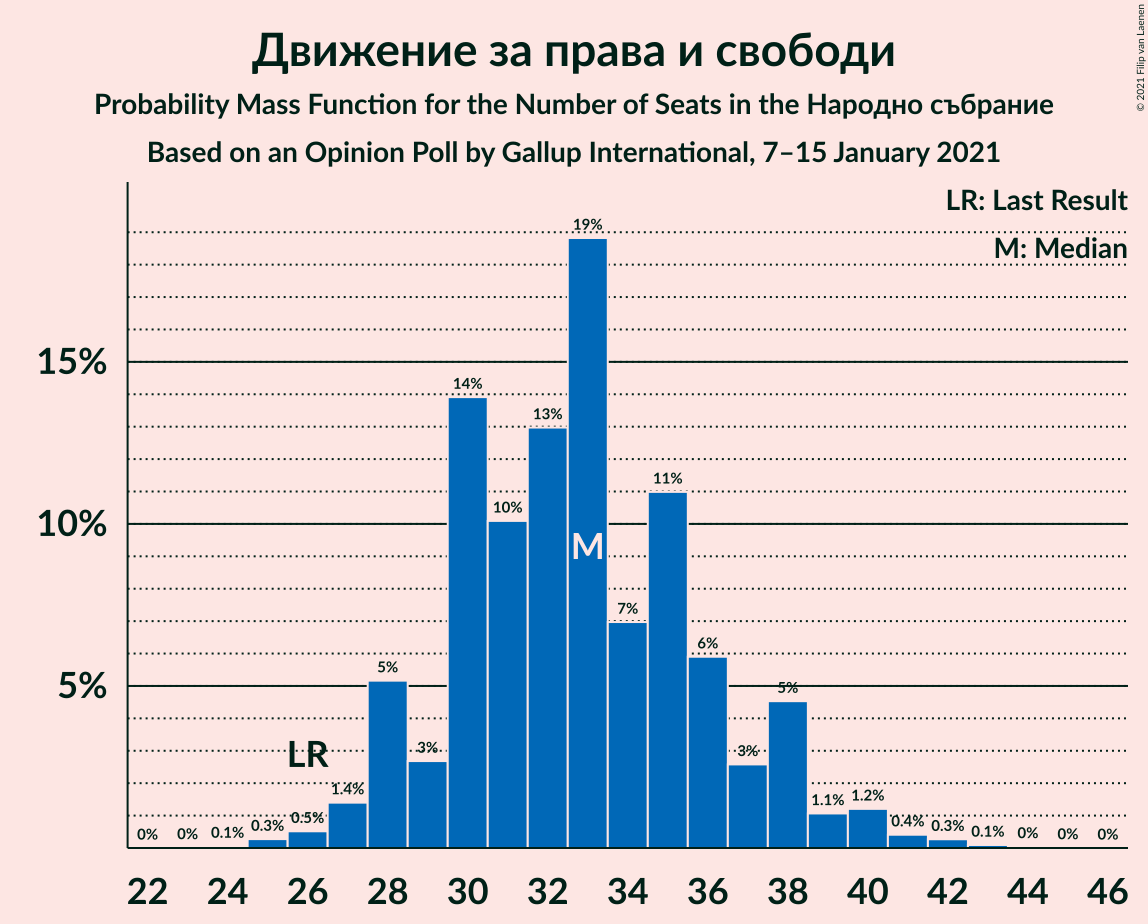 Движение за права и свободи
Probability Mass Function for the Number of Seats in the Народно събрание
Based on an Opinion Poll by Gallup International, 7–15 January 2021
© 2021 Filip van Laenen
LR: Last Result
M: Median
19%
15%
14%
13%
11%
10%
10%
M
7%
6%
5%
5%
5%
3%
3%
LR
1.4%
1.1%
1.2%
0% 0% 0.1% 0.3% 0.5% 0.4% 0.3% 0.1% 0% 0% 0%
22 24 26 28 30 32 34 36 38 40 42 44 46